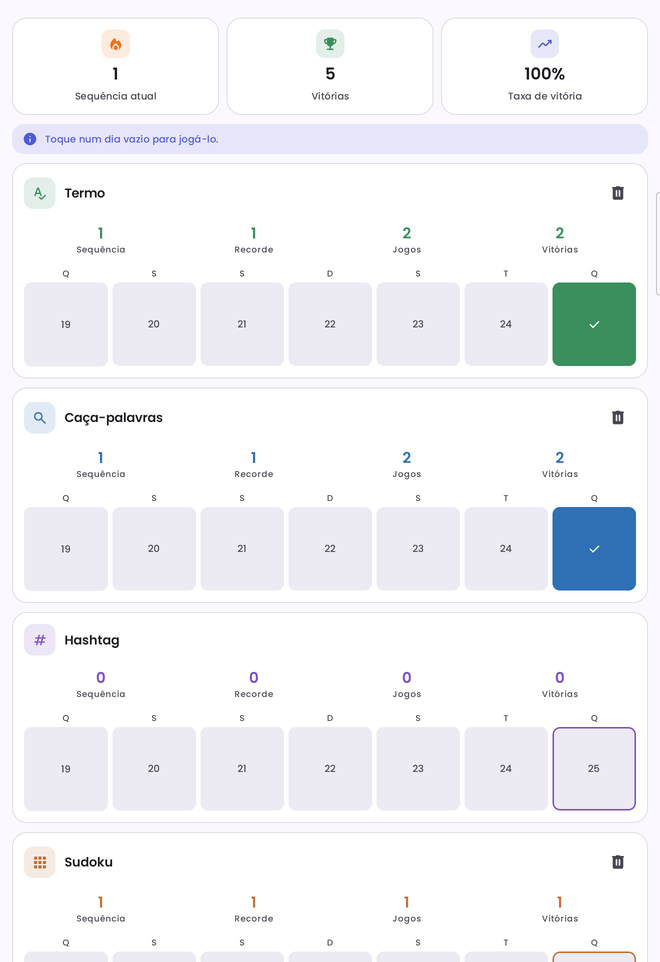 1
Sequência atual
5
Vitórias
100%
Taxa de vitória
Toque num dia vazio para jogá-lo.
Termo
1 1 2 2
Sequência Recorde Jogos Vitórias
Q S S D S T Q
19 20 21 22 23 24
Caça-palavras
1 1 2 2
Sequência Recorde Jogos Vitórias
Q S S D S T Q
19 20 21 22 23 24
Hashtag
0 0 0 0
Sequência Recorde Jogos Vitórias
Q S S D S T Q
19 20 21 22 23 24 25
Sudoku
1 1 1 1
Sequência Recorde Jogos Vitórias
Q S S D S T Q